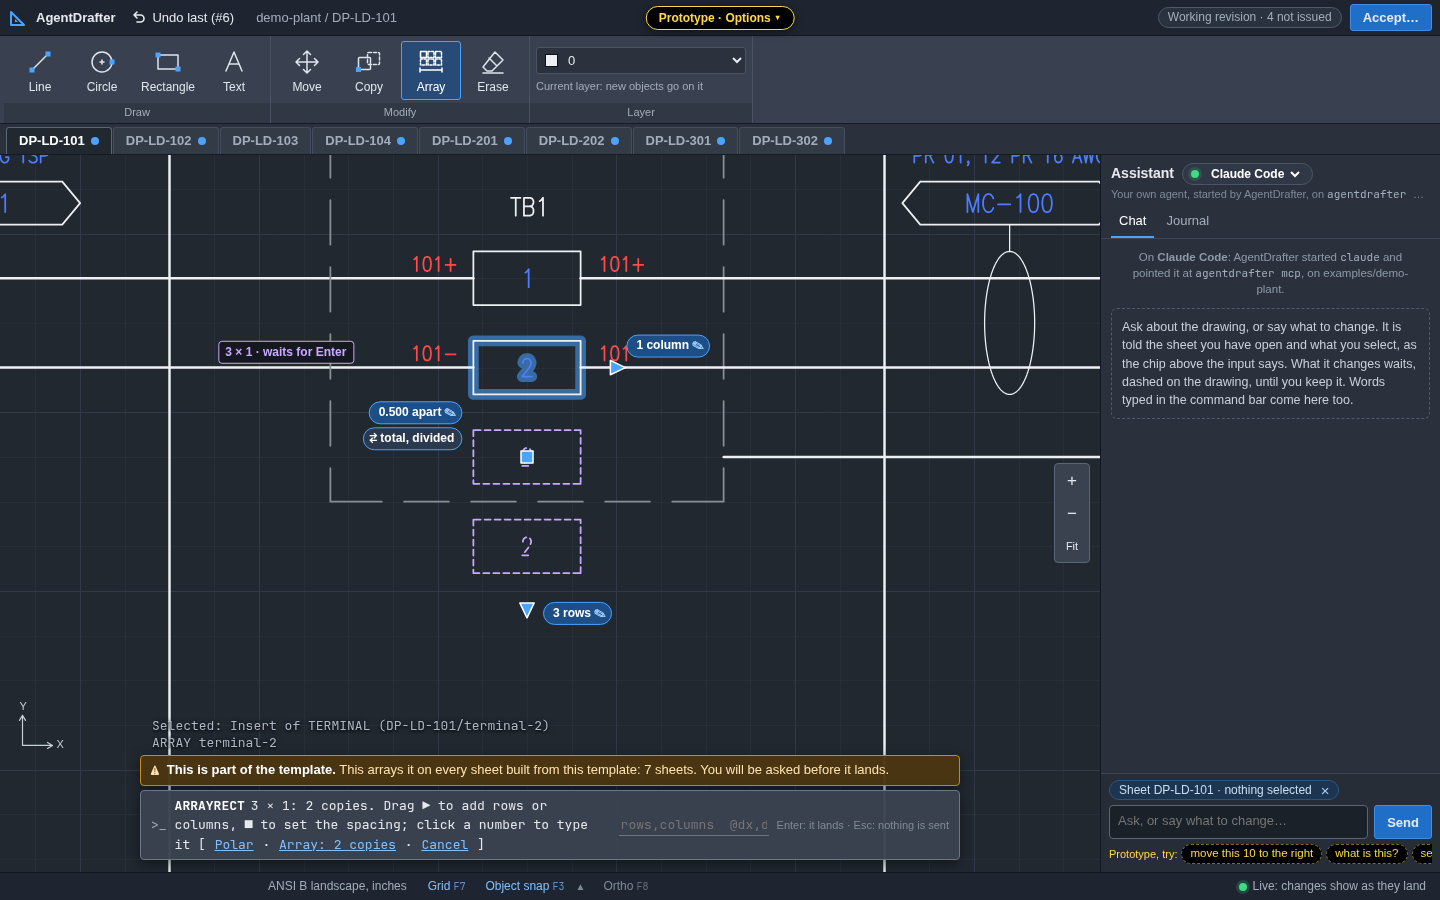 AgentDrafter
Undo last (#6)
demo-plant / DP-LD-101
Prototype · Options ▾
Working revision · 4 not issued
Accept…
Line
Circle
Rectangle
Text
Draw
Move
Copy
Array
Erase
Modify
0
Current layer: new objects go on it
Layer
DP-LD-101
DP-LD-102
DP-LD-103
DP-LD-104
DP-LD-201
DP-LD-202
DP-LD-301
DP-LD-302
PR 01, 12 PR 16 AWG
1
TB1
MC-100
101+
1
101+
3 × 1 · waits for Enter
101-
2
101
1 column
0.500 apart
total, divided
2
3 rows
+
−
Fit
Y
X
Selected: Insert of TERMINAL (DP-LD-101/terminal-2)
ARRAY terminal-2
This is part of the template. This arrays it on every sheet built from this template: 7 sheets. You will be asked before it lands.
>_
ARRAYRECT 3 × 1: 2 copies. Drag ▶ to add rows or
columns, ■ to set the spacing; click a number to type
it [ Polar · Array: 2 copies · Cancel ]
rows,columns @dx,d
Enter: it lands · Esc: nothing is sent
Assistant
Claude Code
Your own agent, started by AgentDrafter, on agentdrafter …
Chat
Journal
On Claude Code: AgentDrafter started claude and
pointed it at agentdrafter mcp, on examples/demo-
plant.
Ask about the drawing, or say what to change. It is
told the sheet you have open and what you select, as
the chip above the input says. What it changes waits,
dashed on the drawing, until you keep it. Words
typed in the command bar come here too.
Sheet DP-LD-101 · nothing selected ×
Ask, or say what to change…
Send
Prototype, try:
move this 10 to the right
what is this?
se
ANSI B landscape, inches
Grid F7
Object snap F3
▲
Ortho F8
Live: changes show as they land